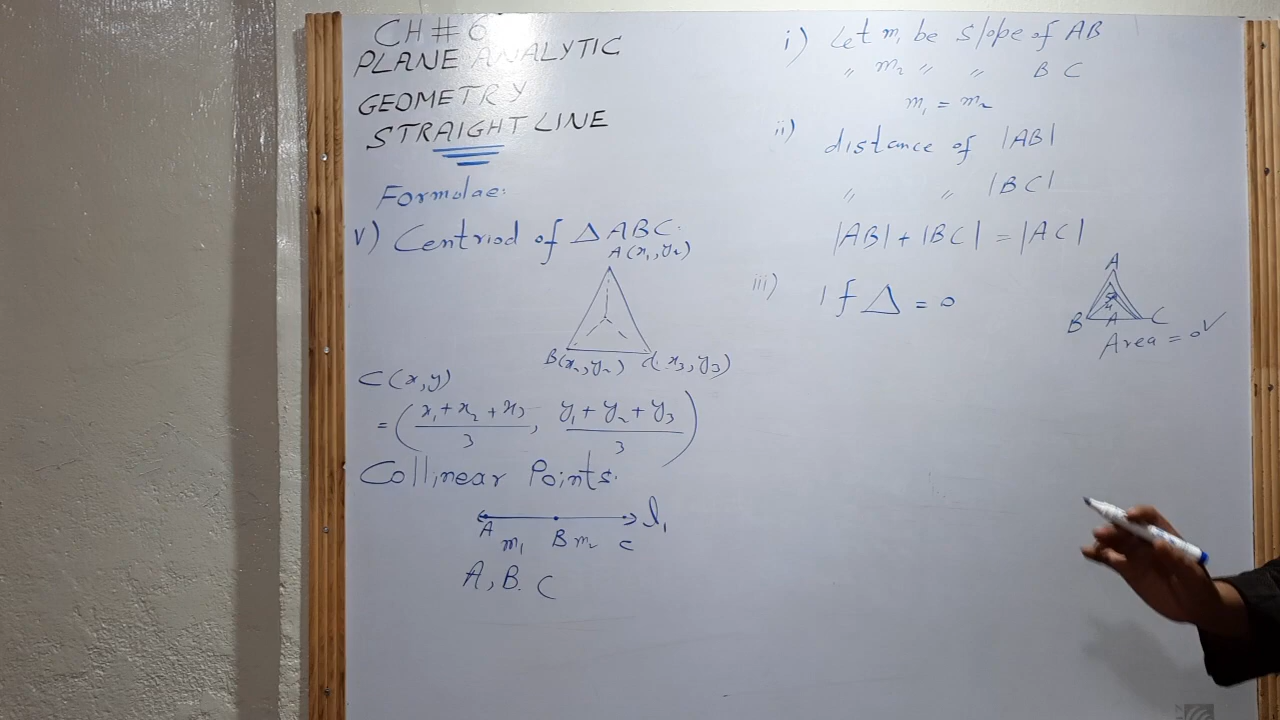 CH # 6
PLANE ANALYTIC
GEOMETRY
STRAIGHT LINE
Formulae:
V) Centriod of △ ABC.
A(x₁,y₂)
B(x₂,y₂) C(x₃,y₃)
C(x,y)
= ( x₁+x₂+x₃ / 3 , y₁+y₂+y₃ / 3 )
Collinear Points.
A B C l₁
m₁ m₂
A, B. C
i) Let m₁ be slope of AB
" m₂ " " BC
m₁ = m₂
ii) distance of |AB|
" " |BC|
|AB| + |BC| = |AC|
iii) If △ = 0
A
B A C
Area = 0 ✓